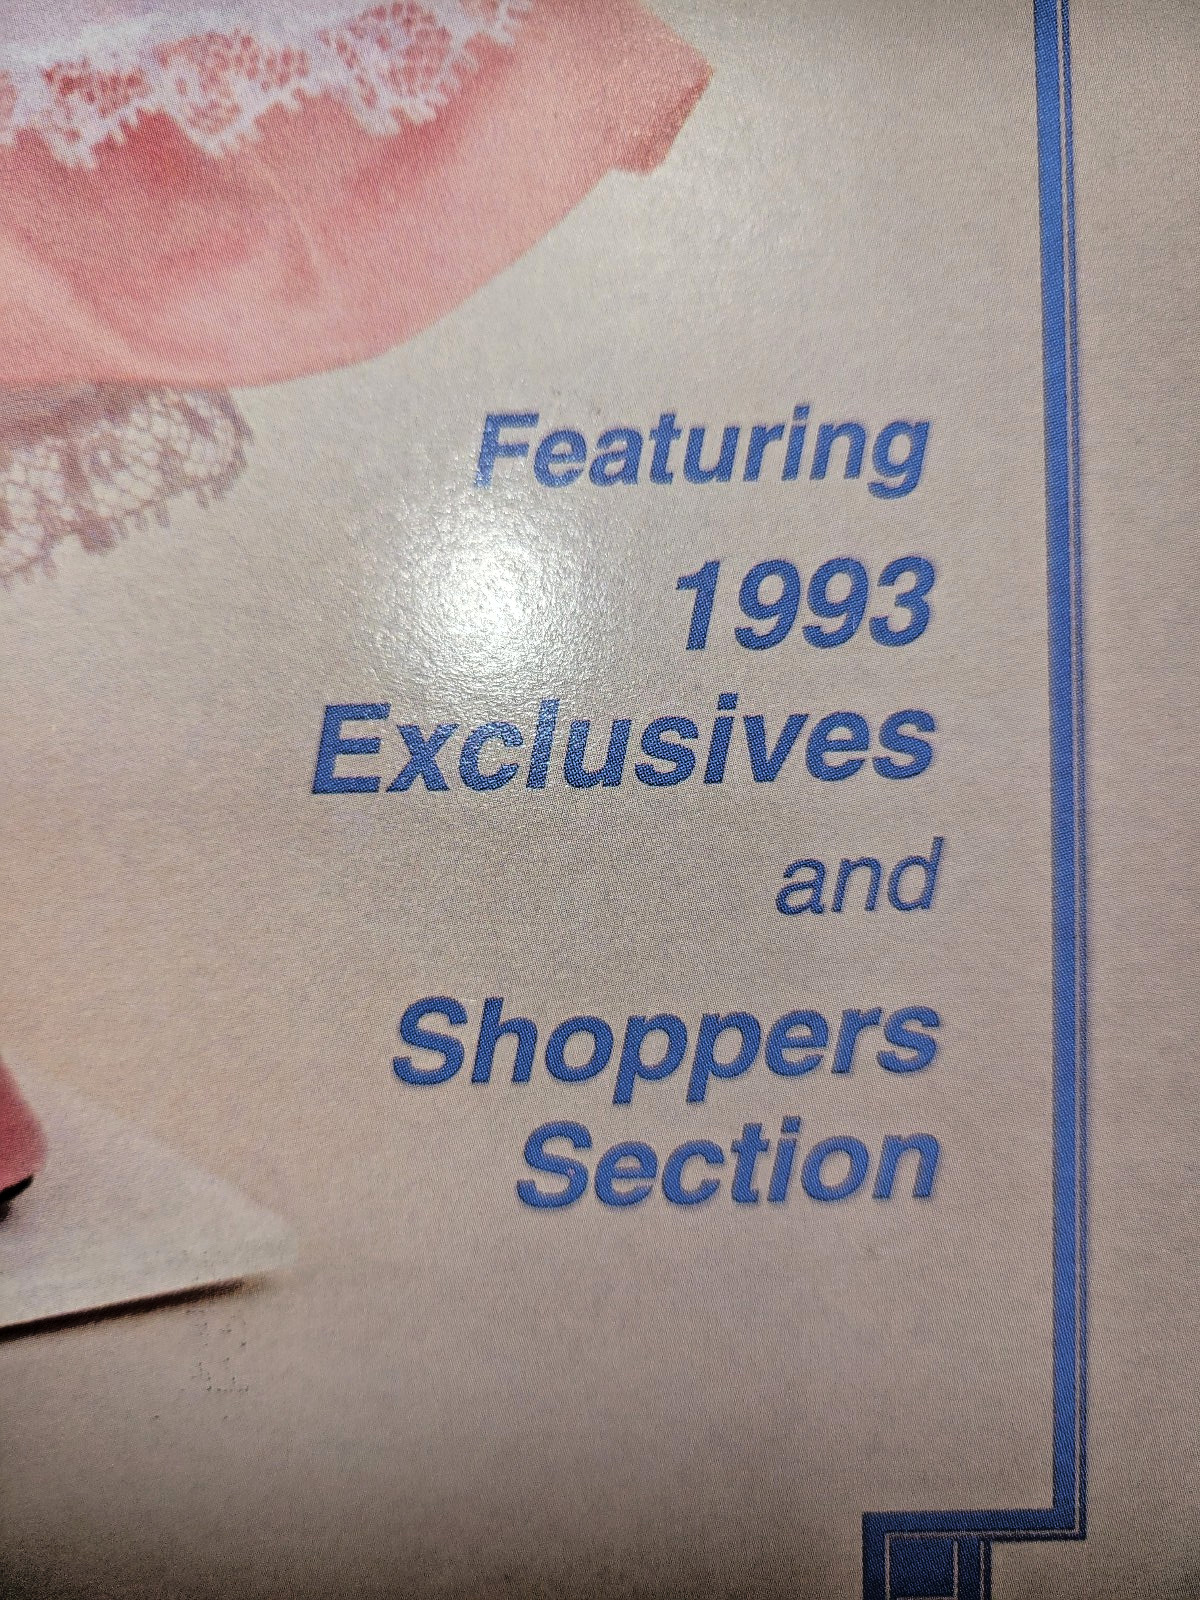 Featuring
1993
Exclusives
and
Shoppers
Section